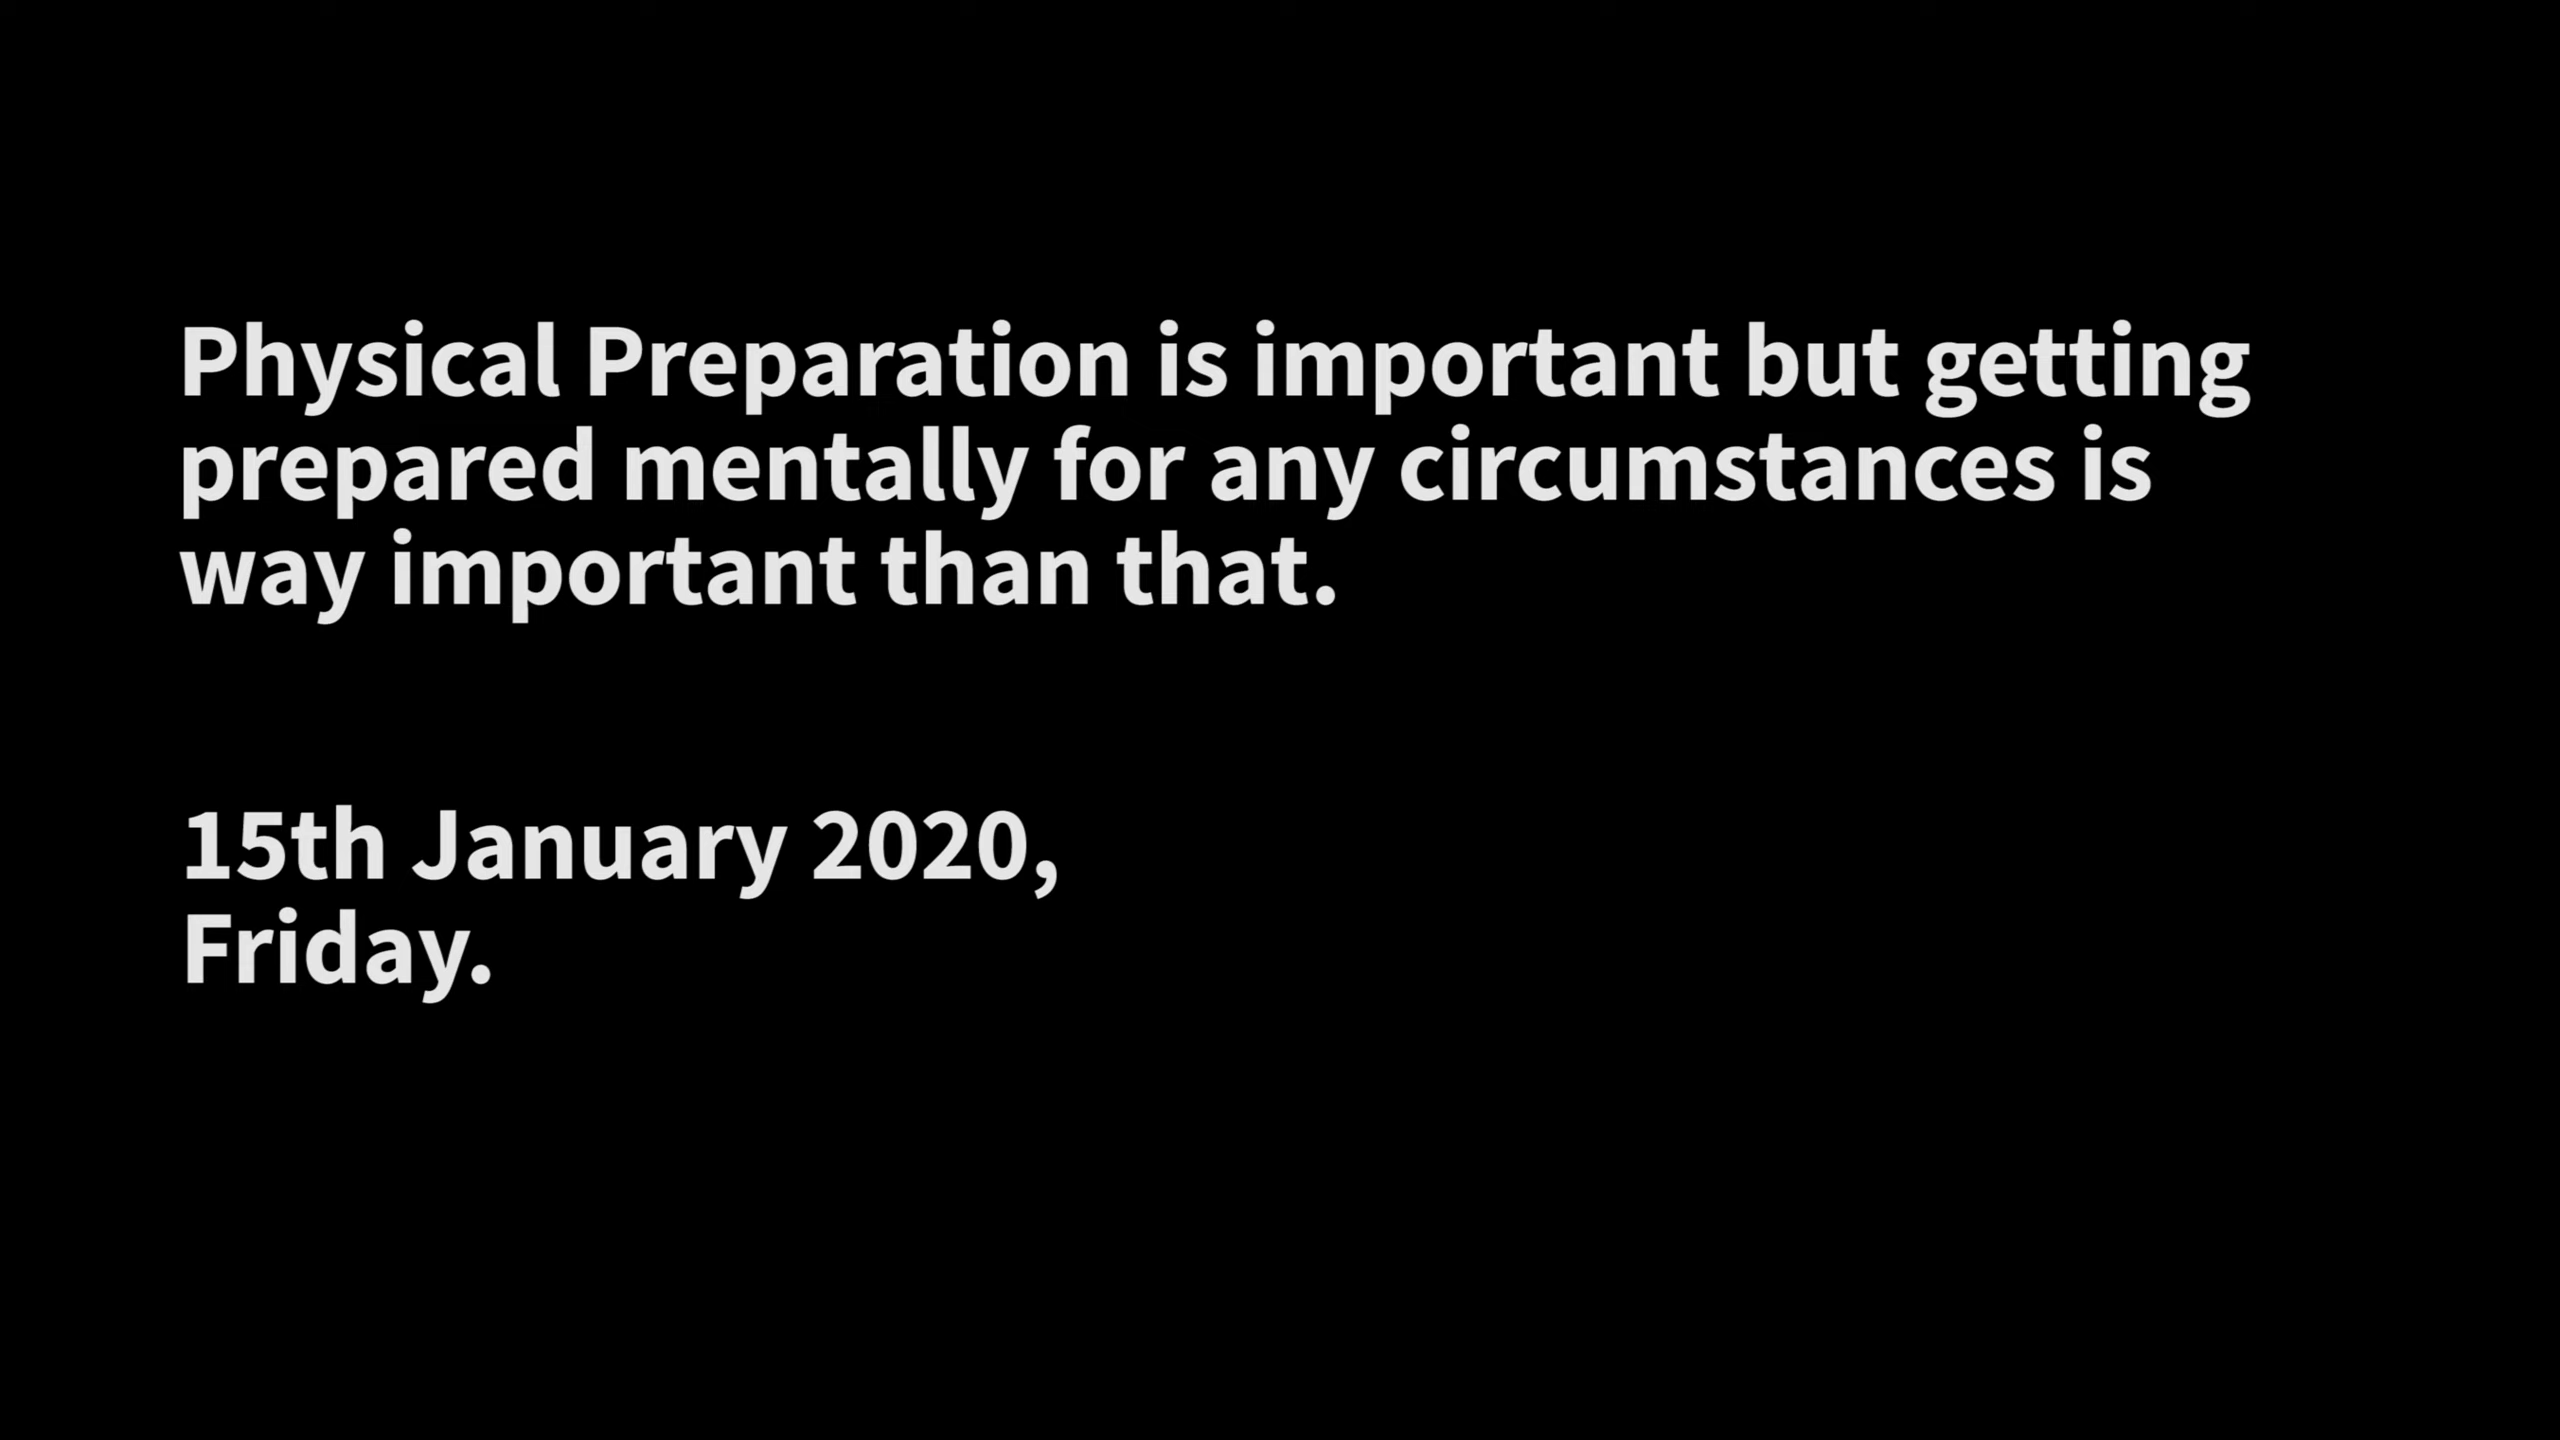 Physical Preparation is important but getting
prepared mentally for any circumstances is
way important than that.
15th January 2020,
Friday.